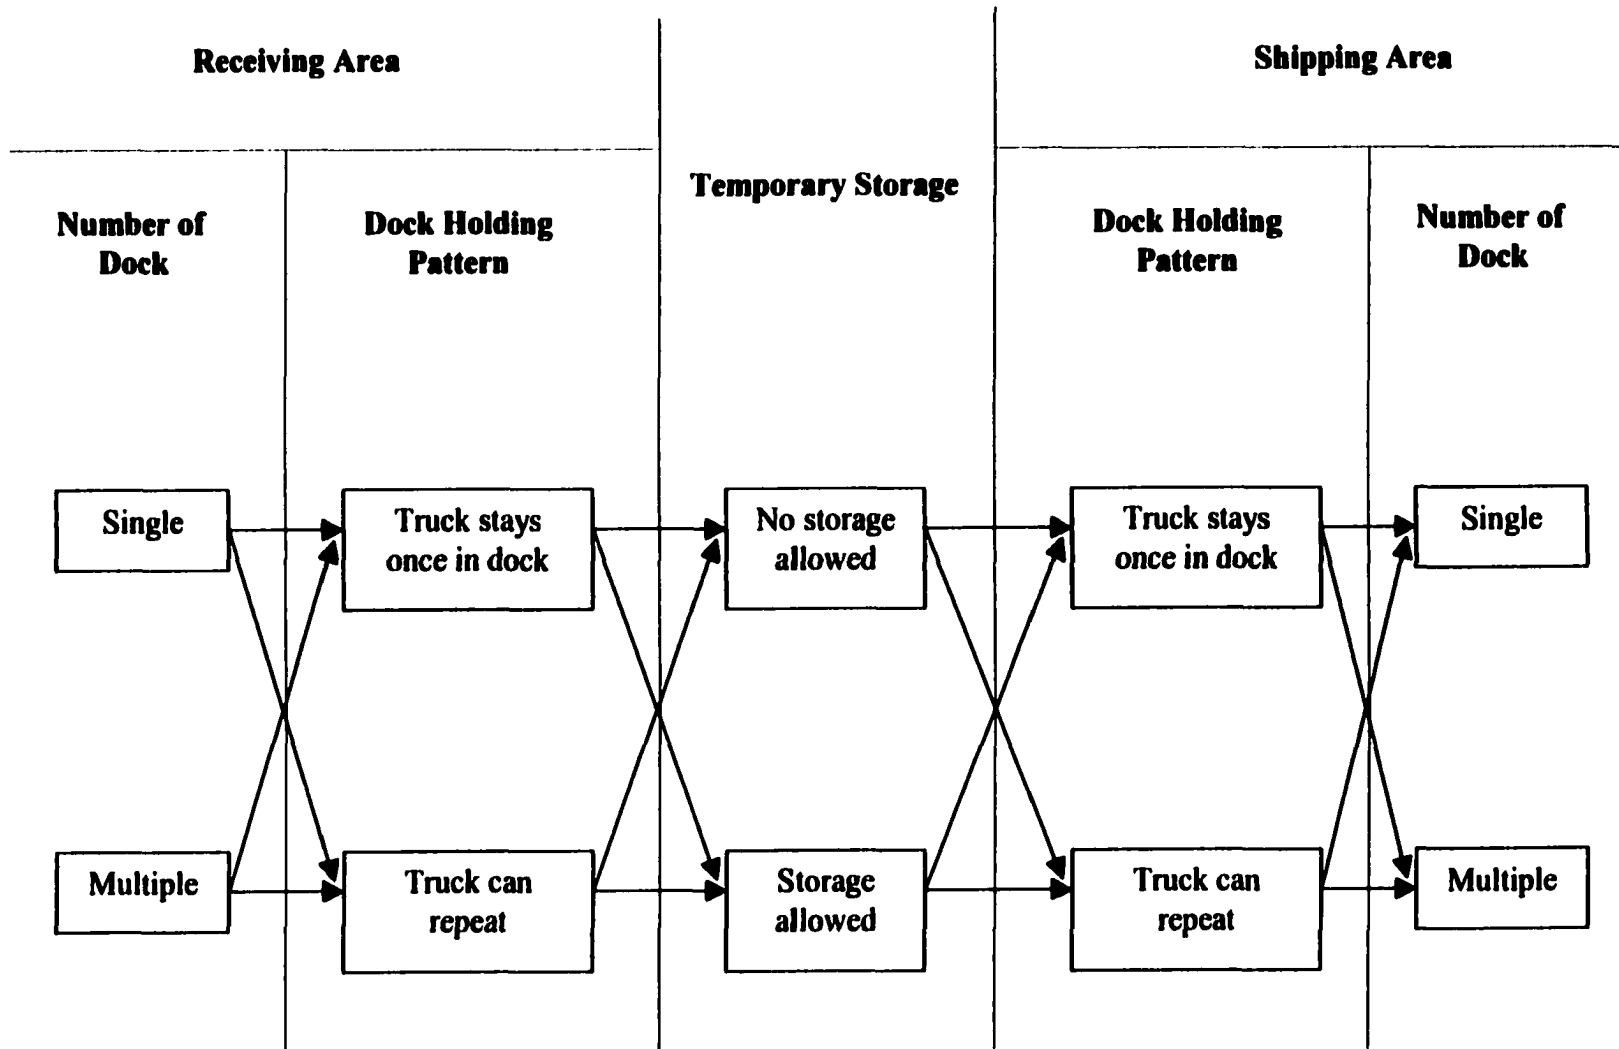 Receiving Area
Shipping Area
Temporary Storage
Number of
Dock
Dock Holding
Pattern
Dock Holding
Pattern
Number of
Dock
Single
Truck stays
once in dock
No storage
allowed
Truck stays
once in dock
Single
Multiple
Truck can
repeat
Storage
allowed
Truck can
repeat
Multiple